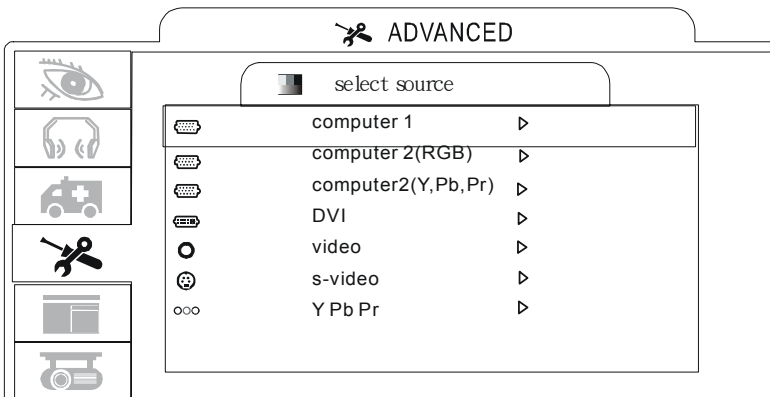 ADVANCED
select source
computer 1
computer 2(RGB)
computer2(Y,Pb,Pr)
DVI
video
s-video
Y Pb Pr